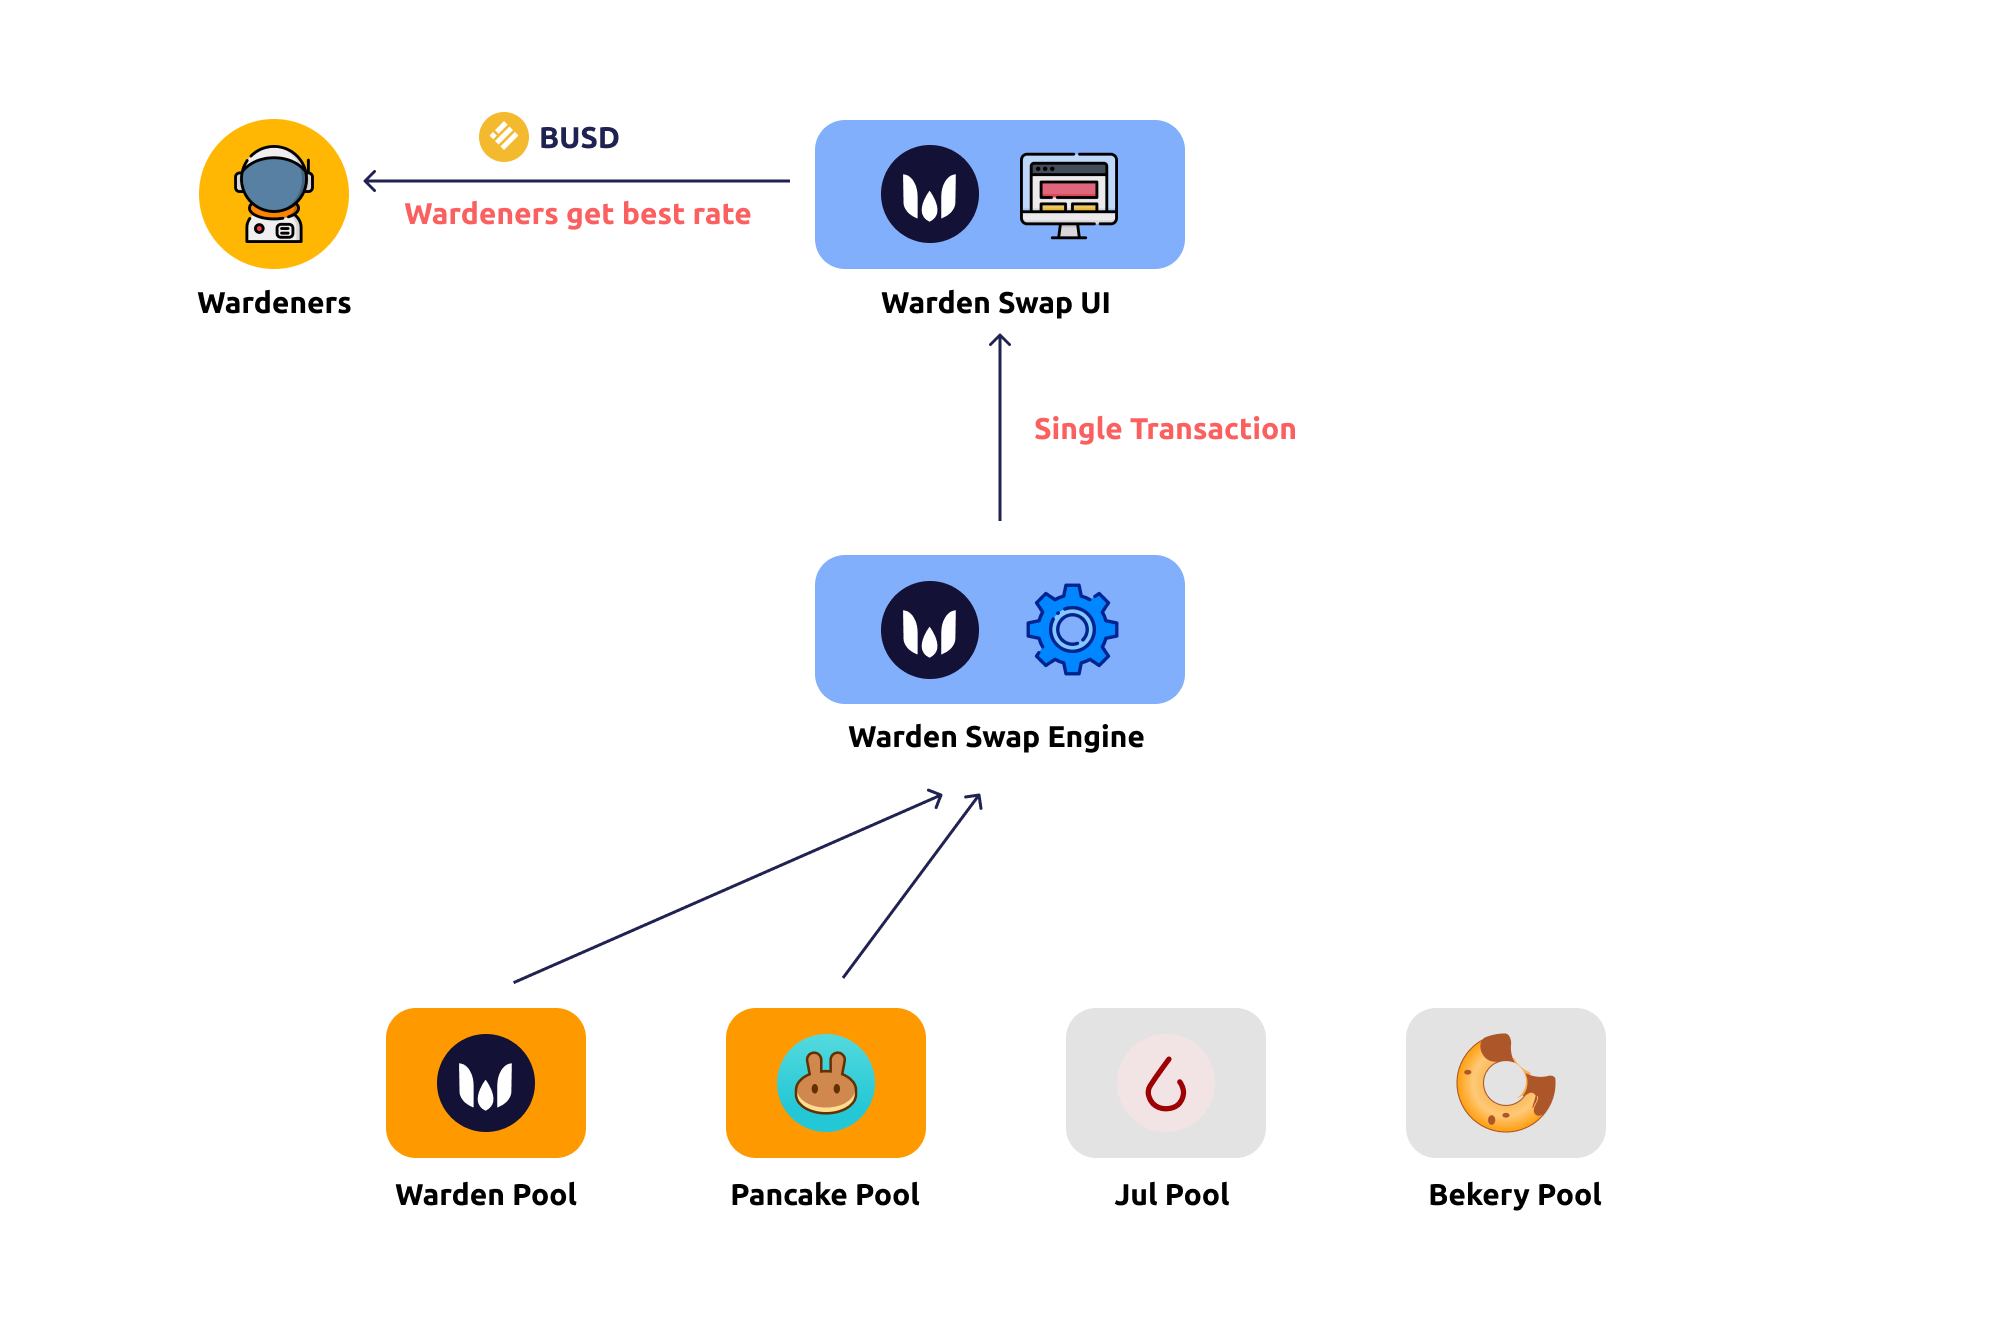 BUSD
Wardeners get best rate
Wardeners
Warden Swap UI
Single Transaction
Warden Swap Engine
Warden Pool
Pancake Pool
Jul Pool
Bekery Pool